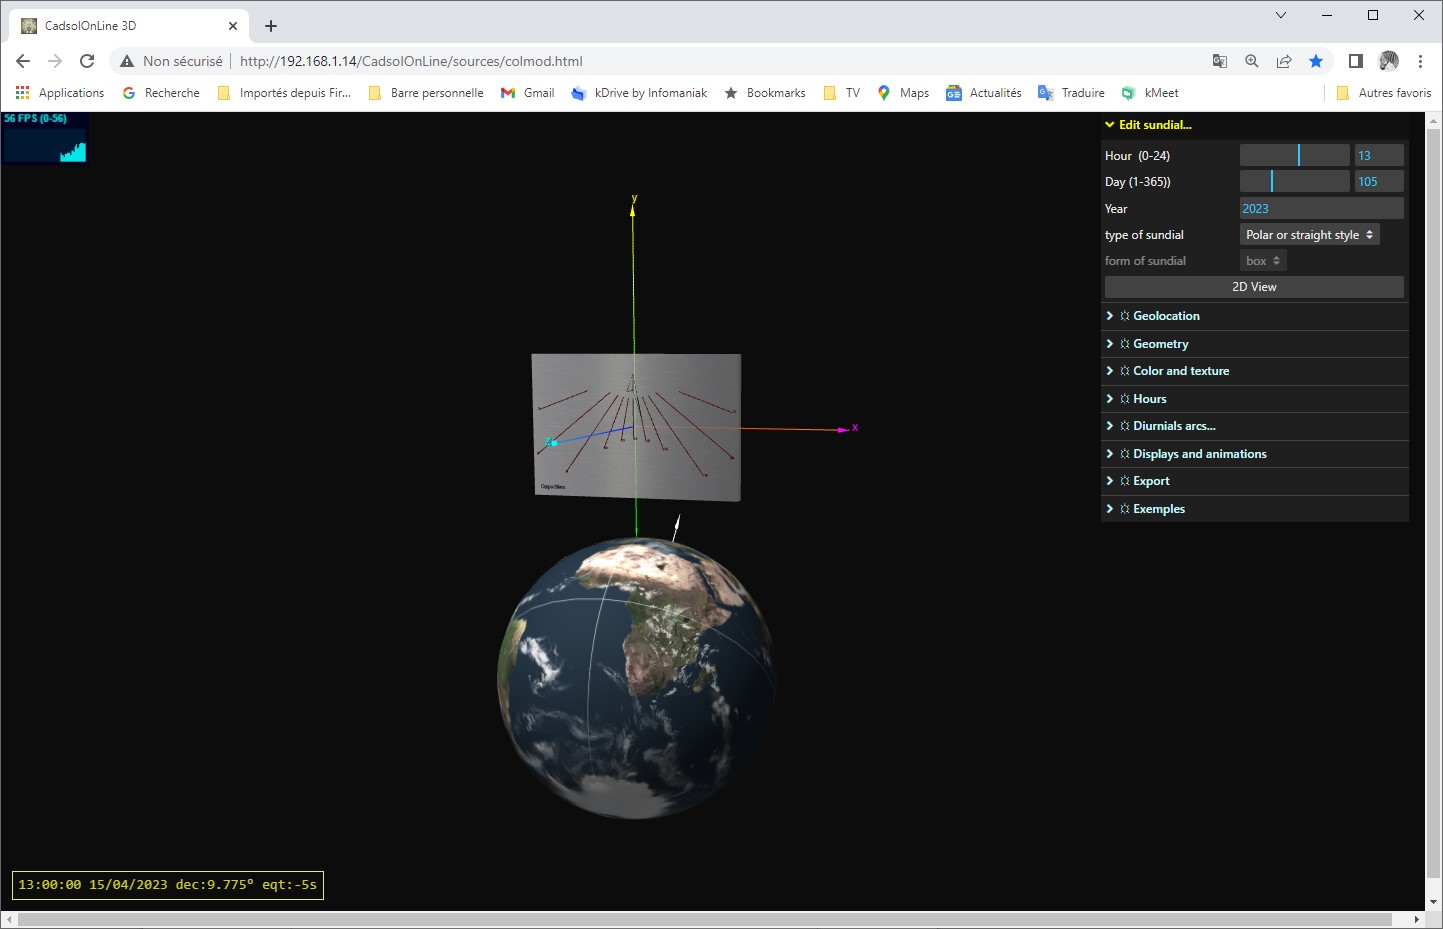 CadsolOnLine 3D
Non sécurisé http://192.168.1.14/CadsolOnLine/sources/colmod.html
Applications Recherche Importés depuis Fir... Barre personnelle Gmail kDrive by Infomaniak Bookmarks TV Maps Actualités Traduire kMeet Autres favoris
56 FPS (0-56)
Edit sundial...
Hour (0-24) 13
Day (1-365)) 105
Year 2023
type of sundial Polar or straight style
form of sundial box
2D View
Geolocation
Geometry
Color and texture
Hours
Diurnials arcs...
Displays and animations
Export
Exemples
y
x
z
13:00:00 15/04/2023 dec:9.775° eqt:-5s